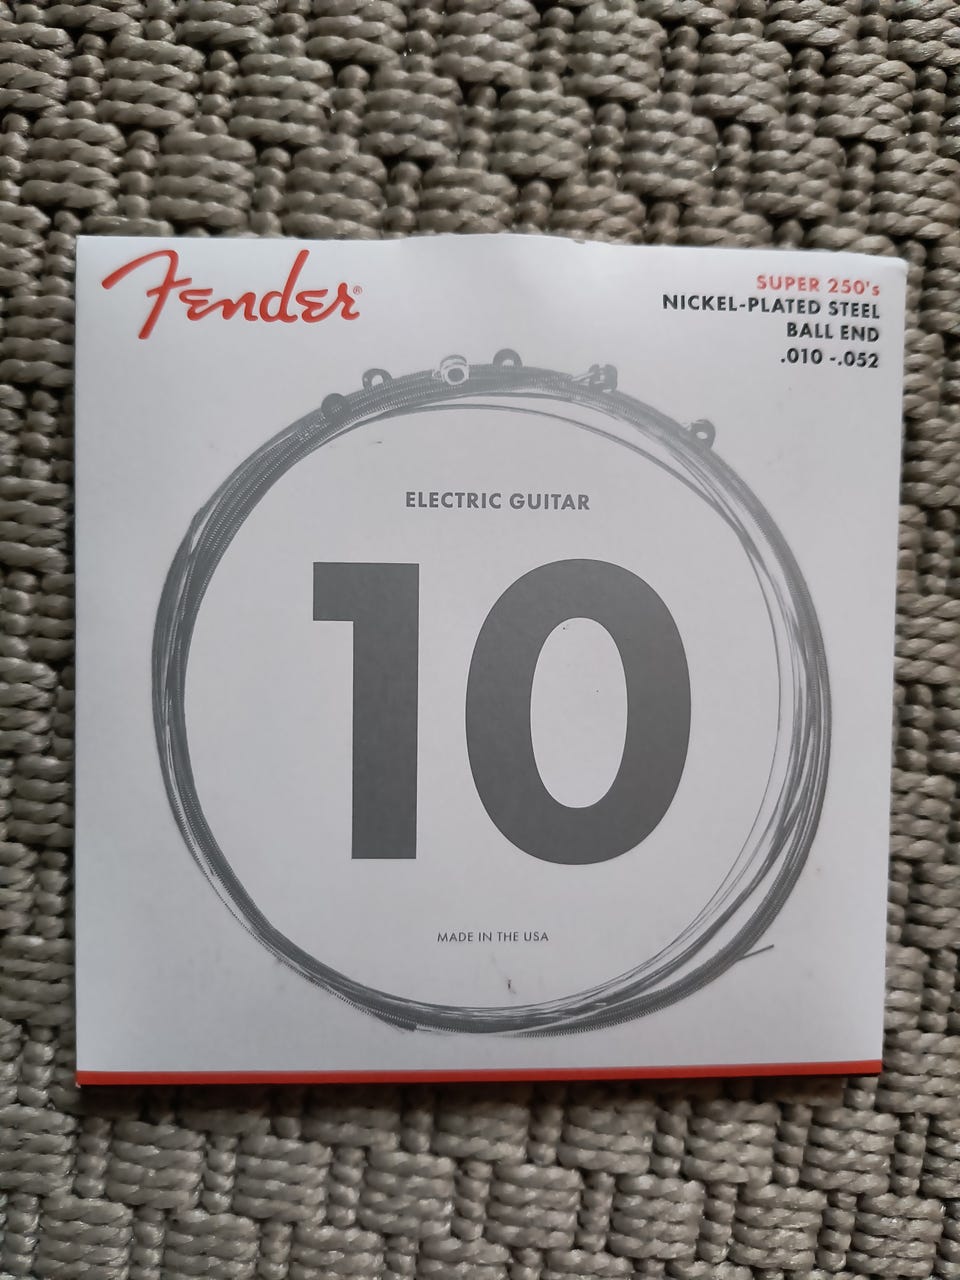 Fender®
SUPER 250's
NICKEL-PLATED STEEL
BALL END
.010 -.052
ELECTRIC GUITAR
10
MADE IN THE USA